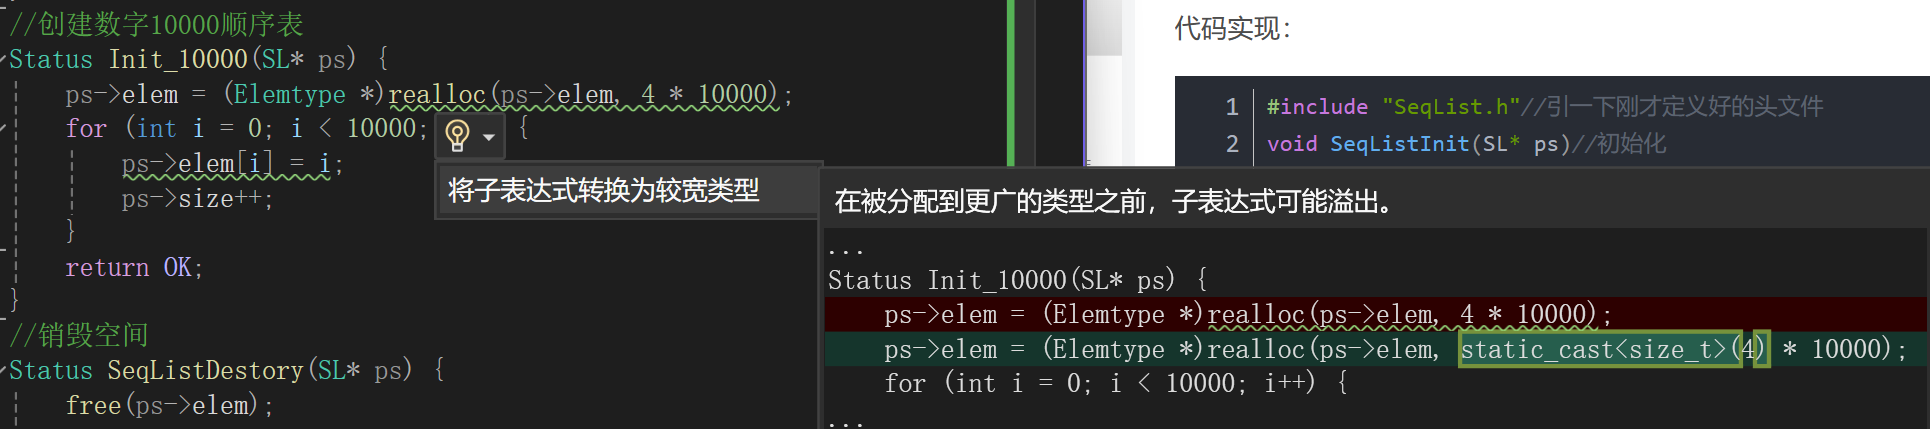 //创建数字10000顺序表
Status Init_10000(SL* ps) {
ps->elem = (Elemtype *)realloc(ps->elem, 4 * 10000);
for (int i = 0; i < 10000; {
ps->elem[i] = i;
ps->size++;
}
return OK;
}
//销毁空间
Status SeqListDestory(SL* ps) {
free(ps->elem);
将子表达式转换为较宽类型
代码实现：
1 #include "SeqList.h"//引一下刚才定义好的头文件
2 void SeqListInit(SL* ps)//初始化
在被分配到更广的类型之前，子表达式可能溢出。
...
Status Init_10000(SL* ps) {
ps->elem = (Elemtype *)realloc(ps->elem, 4 * 10000);
ps->elem = (Elemtype *)realloc(ps->elem, static_cast<size_t>(4) * 10000);
for (int i = 0; i < 10000; i++) {
...